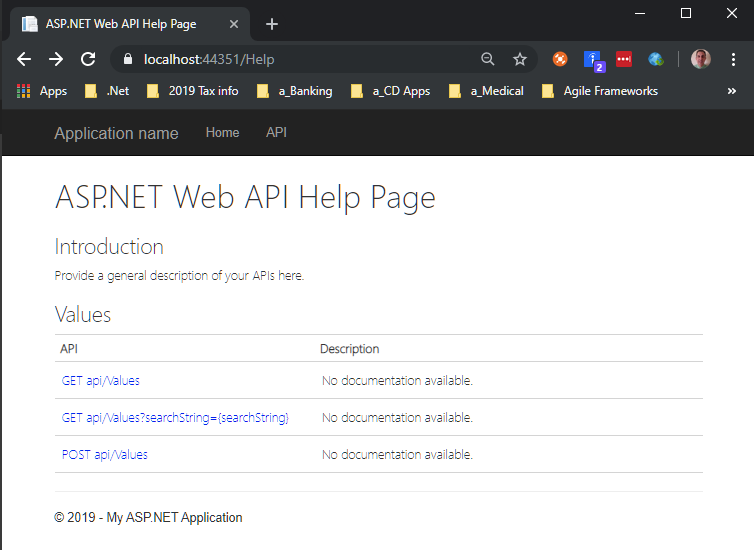 ASP.NET Web API Help Page
localhost:44351/Help
2
Apps .Net 2019 Tax info a_Banking a_CD Apps a_Medical Agile Frameworks »
Application name Home API
ASP.NET Web API Help Page
Introduction
Provide a general description of your APIs here.
Values
API Description
GET api/Values No documentation available.
GET api/Values?searchString={searchString} No documentation available.
POST api/Values No documentation available.
© 2019 - My ASP.NET Application